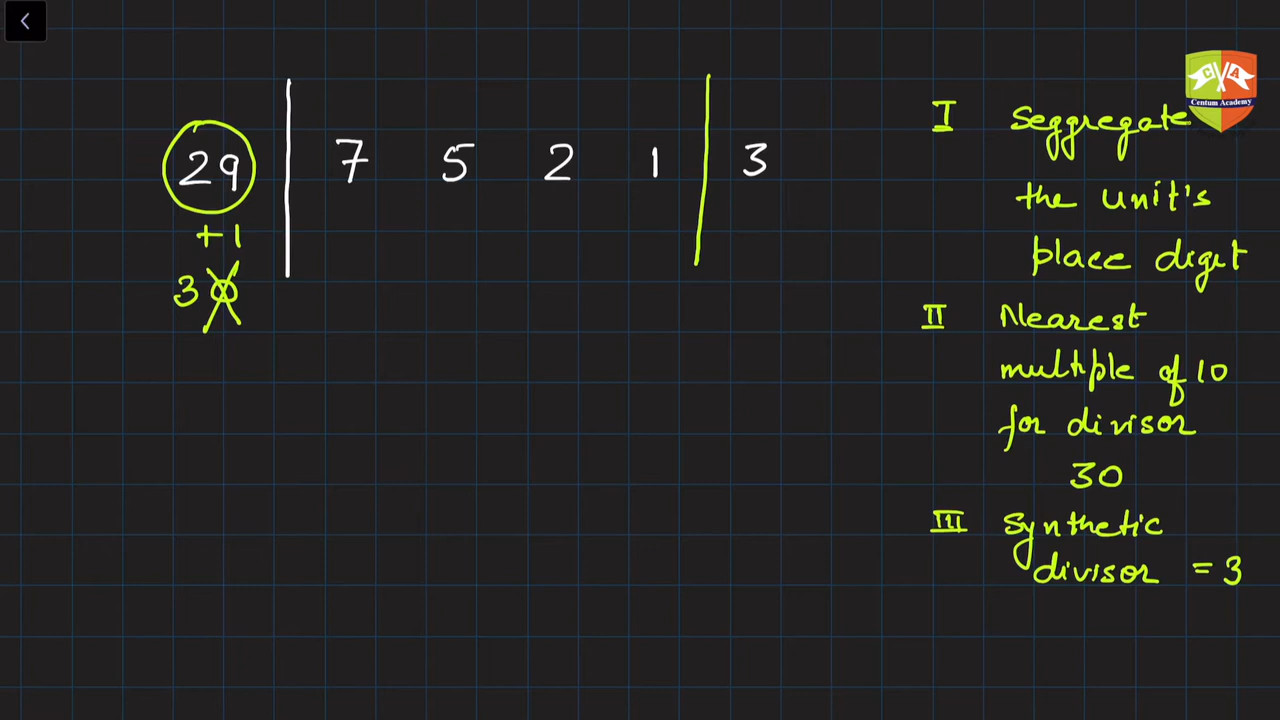 29 7 5 2 1 3
+1
30
I Seggregate
the unit's
place digit
II Nearest
multiple of 10
for divisor
30
III Synthetic
divisor = 3
CA
Centum Academy